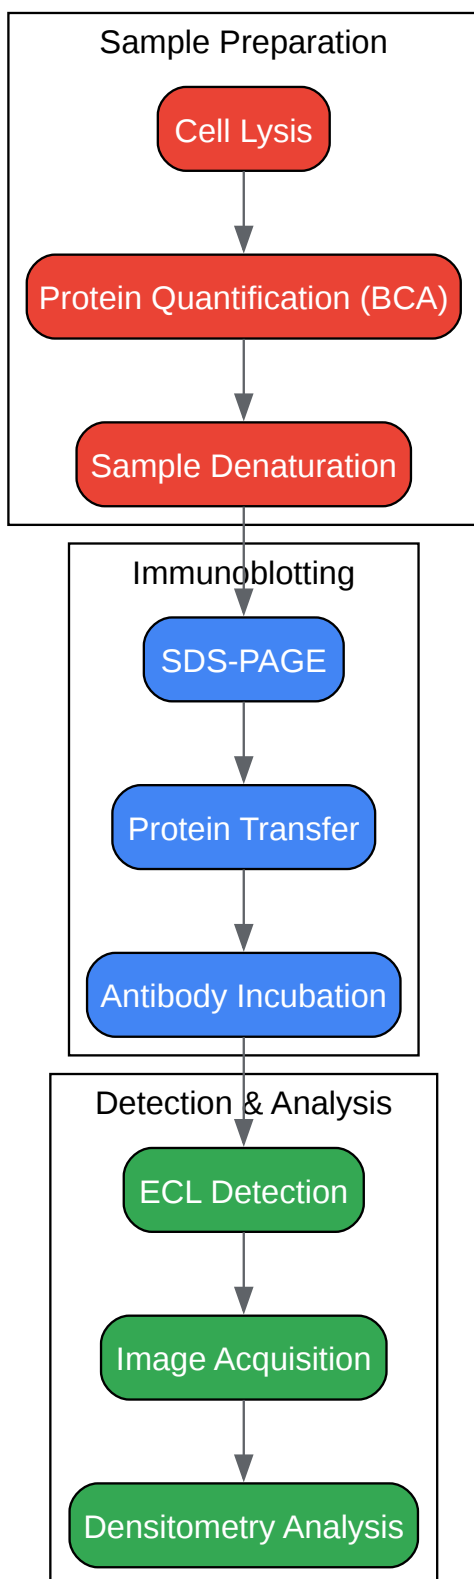 Sample Preparation
Cell Lysis
Protein Quantification (BCA)
Sample Denaturation
Immunoblotting
SDS-PAGE
Protein Transfer
Antibody Incubation
Detection & Analysis
ECL Detection
Image Acquisition
Densitometry Analysis